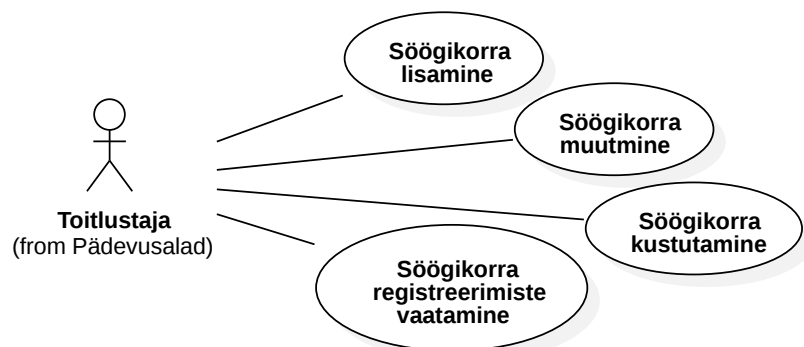 Söögikorra
lisamine
Söögikorra
muutmine
Toitlustaja
(from Pädevusalad)
Söögikorra
kustutamine
Söögikorra
registreerimiste
vaatamine